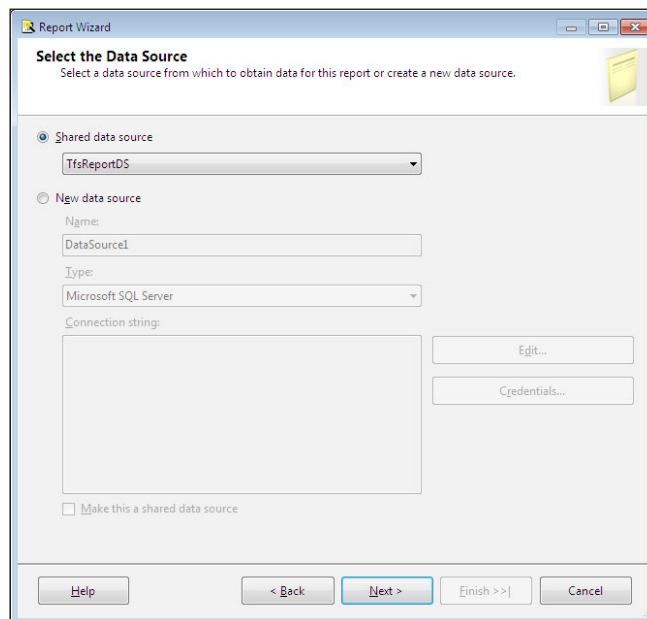 Report Wizard
Select the Data Source
Select a data source from which to obtain data for this report or create a new data source.
Shared data source
TfsReportDS
New data source
Name:
DataSource1
Type:
Microsoft SQL Server
Connection string:
Edit...
Credentials...
Make this a shared data source
Help
< Back
Next >
Finish >>|
Cancel